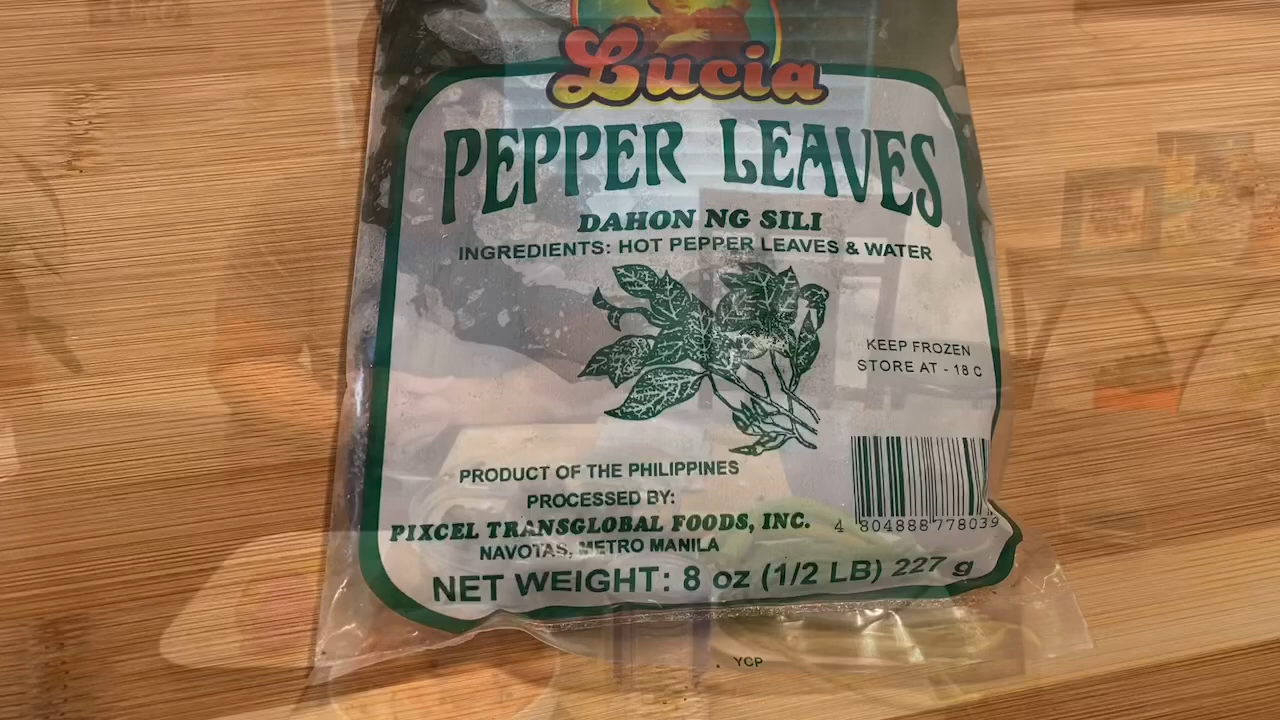 Lucia
PEPPER LEAVES
DAHON NG SILI
INGREDIENTS: HOT PEPPER LEAVES & WATER
KEEP FROZEN
STORE AT - 18 C
PRODUCT OF THE PHILIPPINES
PROCESSED BY:
PIXCEL TRANSGLOBAL FOODS, INC.
NAVOTAS, METRO MANILA
4 804888 778039
NET WEIGHT: 8 oz (1/2 LB) 227 g
YCP